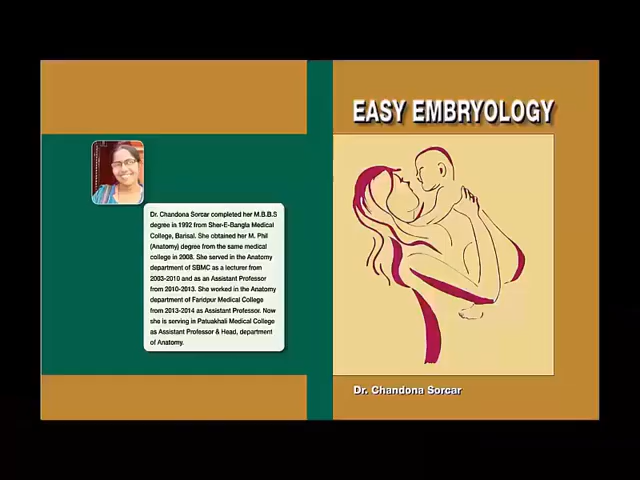 EASY EMBRYOLOGY
Dr. Chandona Sorcar completed her M.B.B.S
degree in 1992 from Sher-E-Bangla Medical
College, Barisal. She obtained her M. Phil
(Anatomy) degree from the same medical
college in 2008. She served in the Anatomy
department of SBMC as a lecturer from
2003-2010 and as an Assistant Professor
from 2010-2013. She worked in the Anatomy
department of Faridpur Medical College
from 2013-2014 as Assistant Professor. Now
she is serving in Patuakhali Medical College
as Assistant Professor & Head, department
of Anatomy.
Dr. Chandona Sorcar